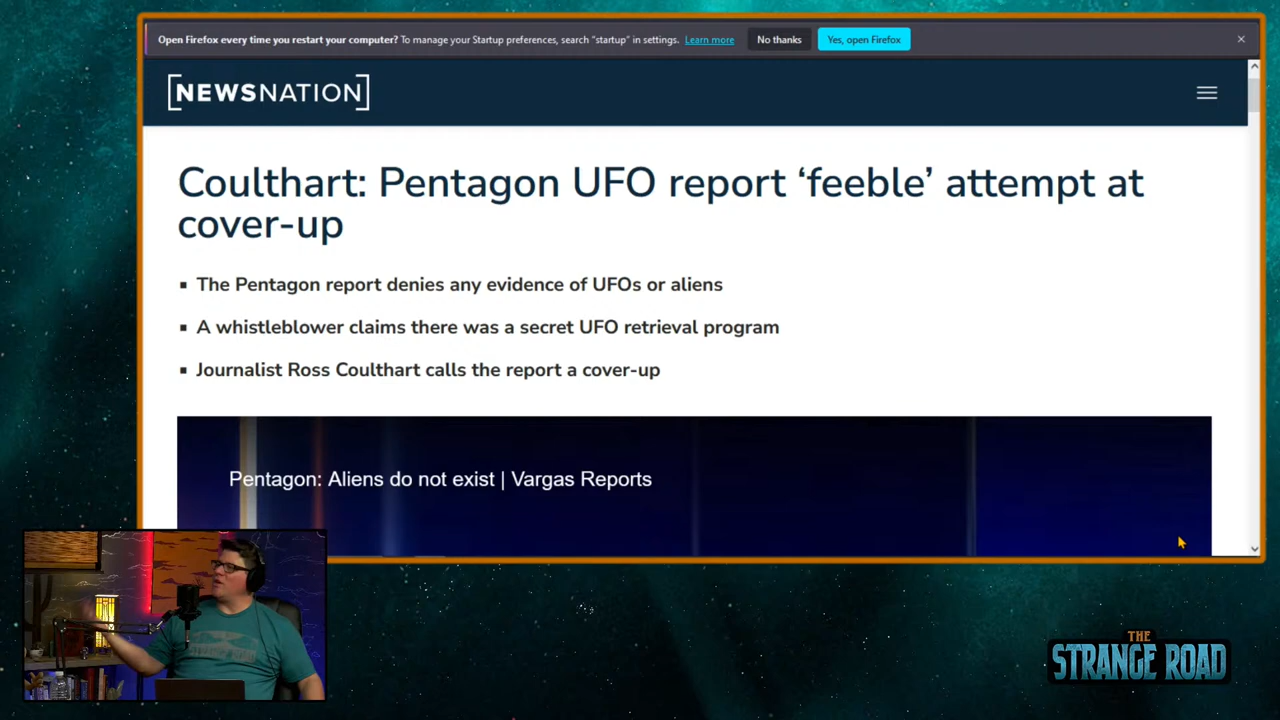 Open Firefox every time you restart your computer? To manage your Startup preferences, search "startup" in settings. Learn more No thanks Yes, open Firefox
[NEWSNATION]
Coulthart: Pentagon UFO report ‘feeble’ attempt at
cover-up
▪ The Pentagon report denies any evidence of UFOs or aliens
▪ A whistleblower claims there was a secret UFO retrieval program
▪ Journalist Ross Coulthart calls the report a cover-up
Pentagon: Aliens do not exist | Vargas Reports
THE
STRANGE ROAD